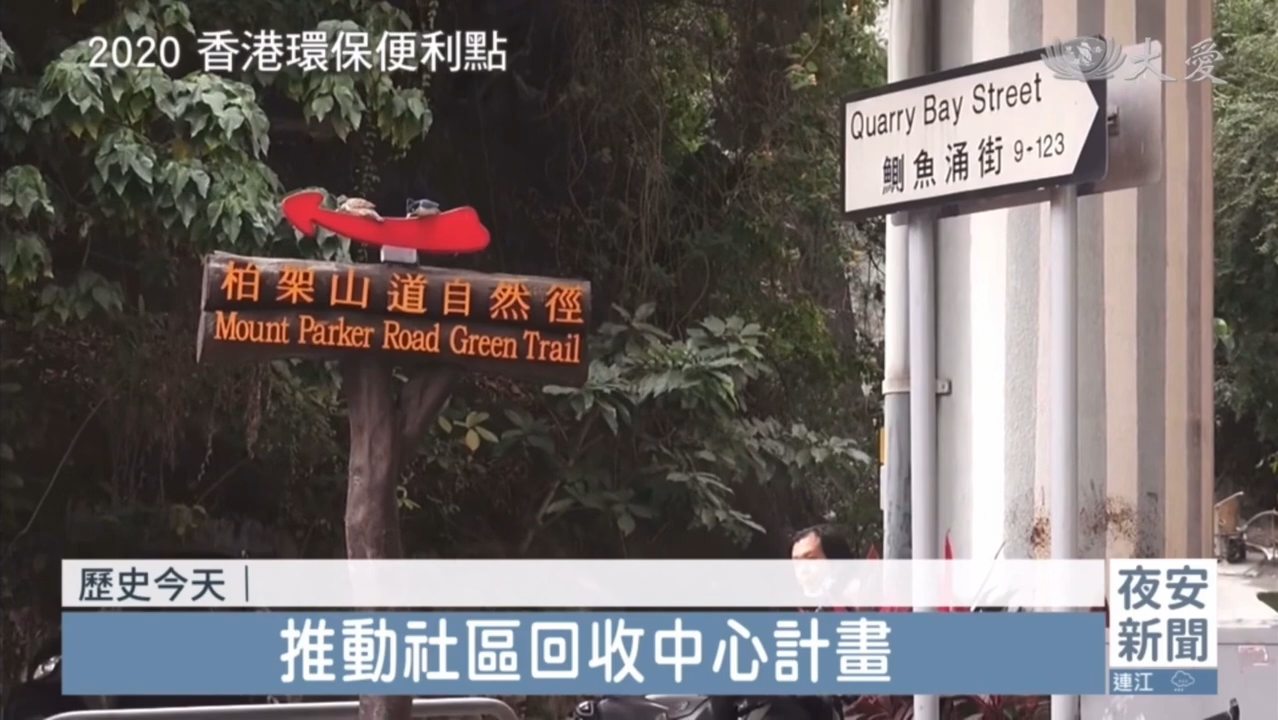 2020 香港環保便利點
大愛
Quarry Bay Street
鰂魚涌街 9-123
柏架山道自然徑
Mount Parker Road Green Trail
歷史今天
推動社區回收中心計畫
夜安
新聞
連江